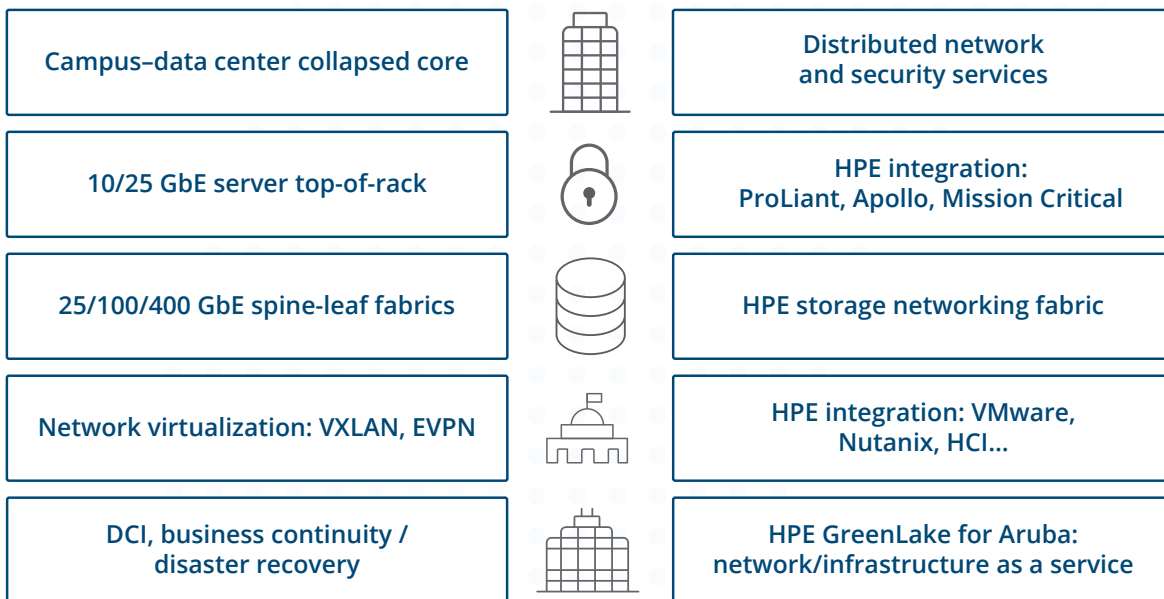 Campus–data center collapsed core
Distributed network
and security services
10/25 GbE server top-of-rack
HPE integration:
ProLiant, Apollo, Mission Critical
25/100/400 GbE spine-leaf fabrics
HPE storage networking fabric
Network virtualization: VXLAN, EVPN
HPE integration: VMware,
Nutanix, HCI...
DCI, business continuity /
disaster recovery
HPE GreenLake for Aruba:
network/infrastructure as a service